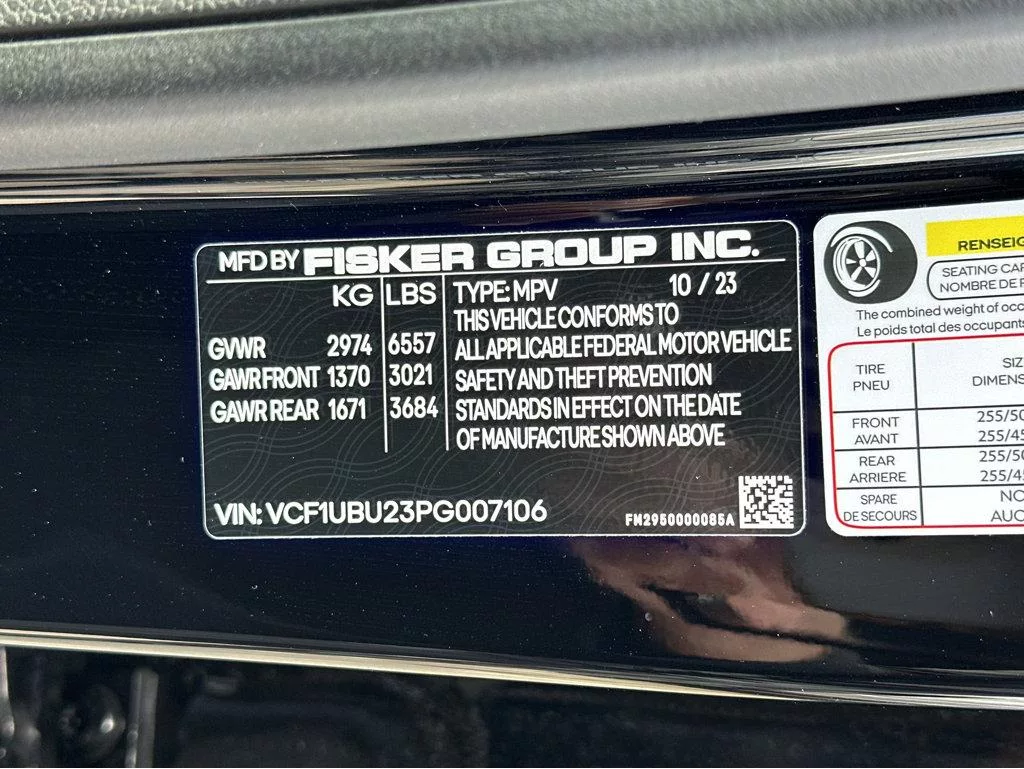 MFD BY FISKER GROUP INC.
KG LBS
GVWR 2974 6557
GAWR FRONT 1370 3021
GAWR REAR 1671 3684
TYPE: MPV 10 / 23
THIS VEHICLE CONFORMS TO
ALL APPLICABLE FEDERAL MOTOR VEHICLE
SAFETY AND THEFT PREVENTION
STANDARDS IN EFFECT ON THE DATE
OF MANUFACTURE SHOWN ABOVE
VIN: VCF1UBU23PG007106
FM2950000085A
RENSEIG
SEATING CAP
NOMBRE DE P
The combined weight of occ
Le poids total des occupant
TIRE
PNEU
SIZ
DIMENS
FRONT
AVANT
255/50
255/45
REAR
ARRIERE
255/50
255/45
SPARE
DE SECOURS
NO
AUC